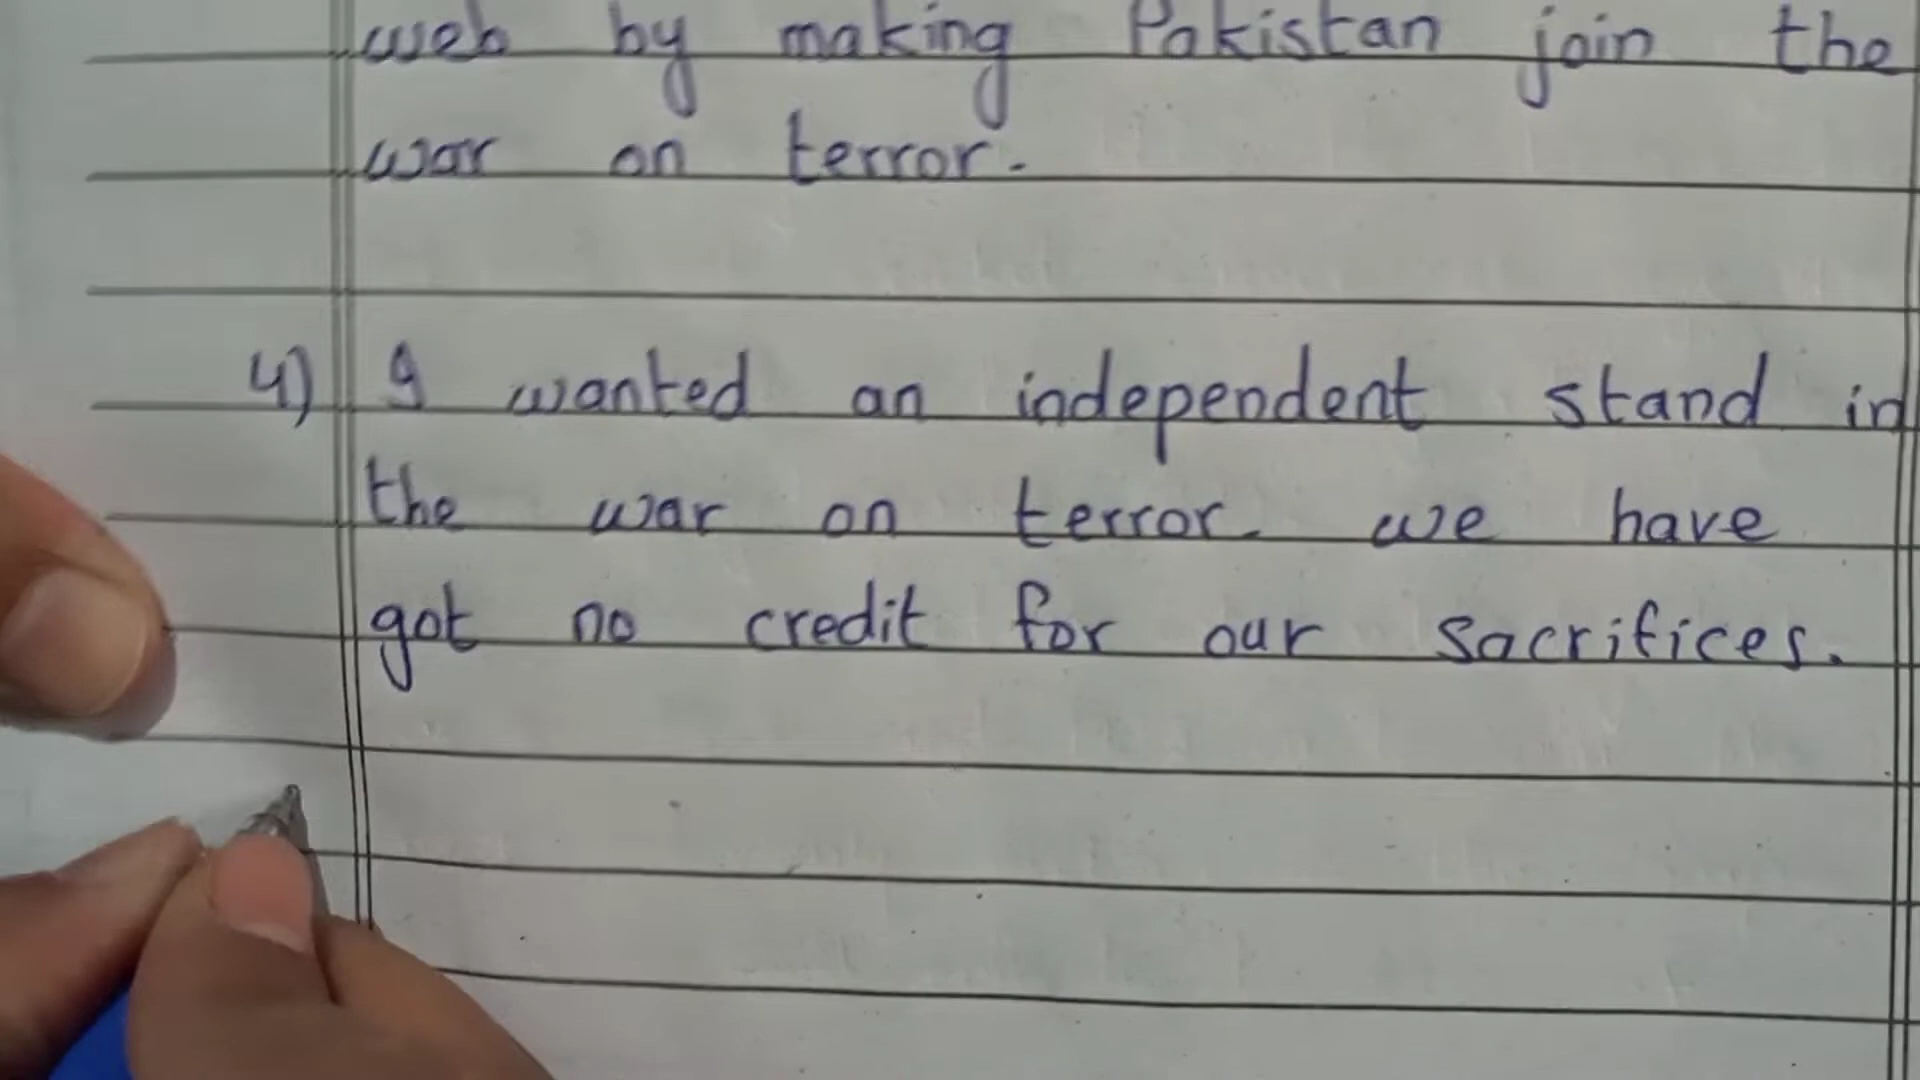 web by making Pakistan join the
war on terror.
4) I wanted an independent stand in
the war on terror. we have
got no credit for our sacrifices.